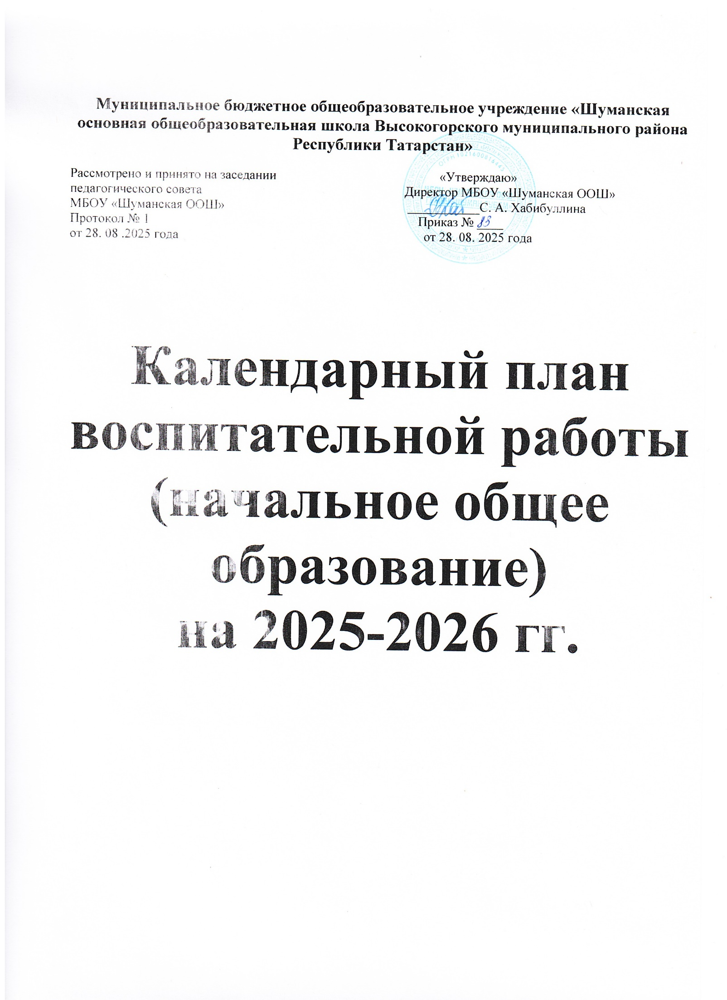 Муниципальное бюджетное общеобразовательное учреждение «Шуманская
основная общеобразовательная школа Высокогорского муниципального района
Республики Татарстан»
Рассмотрено и принято на заседании
педагогического совета
МБОУ «Шуманская ООШ»
Протокол № 1
от 28. 08 .2025 года
«Утверждаю»
Директор МБОУ «Шуманская ООШ»
С. А. Хабибуллина
Приказ № 83
от 28. 08. 2025 года
ОГРН 1021600816445
Календарный план
воспитательной работы
(начальное общее
образование)
на 2025-2026 гг.